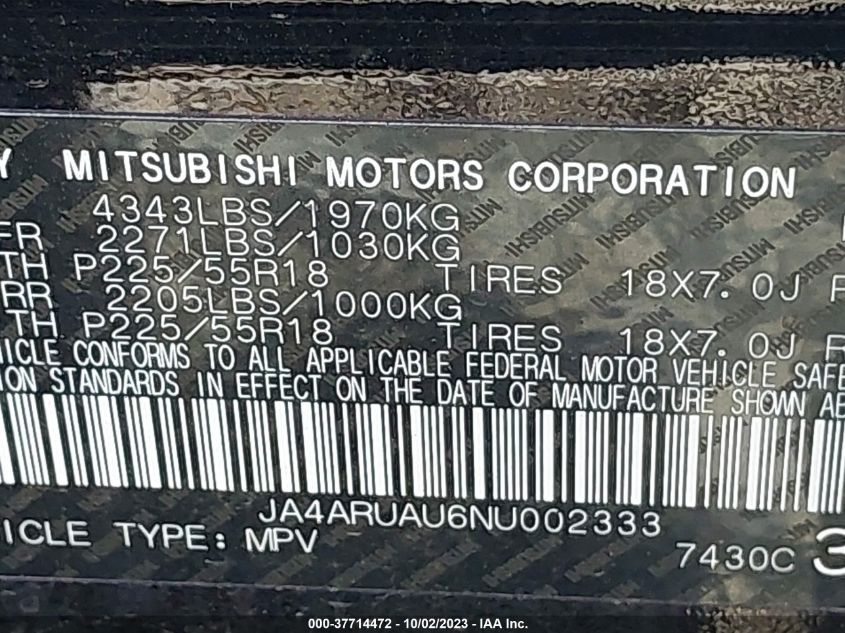 Y MITSUBISHI MOTORS CORPORATION
4343LBS/1970KG
FR 2271LBS/1030KG
TH P225/55R18 TIRES 18X7.0J R
RR 2205LBS/1000KG
TH P225/55R18 TIRES 18X7.0J R
ICLE CONFORMS TO ALL APPLICABLE FEDERAL MOTOR VEHICLE SAFE
ION STANDARDS IN EFFECT ON THE DATE OF MANUFACTURE SHOWN AB
JA4ARUAU6NU002333
EHICLE TYPE: MPV
7430C 3
000-37714472 - 10/02/2023 - IAA Inc.